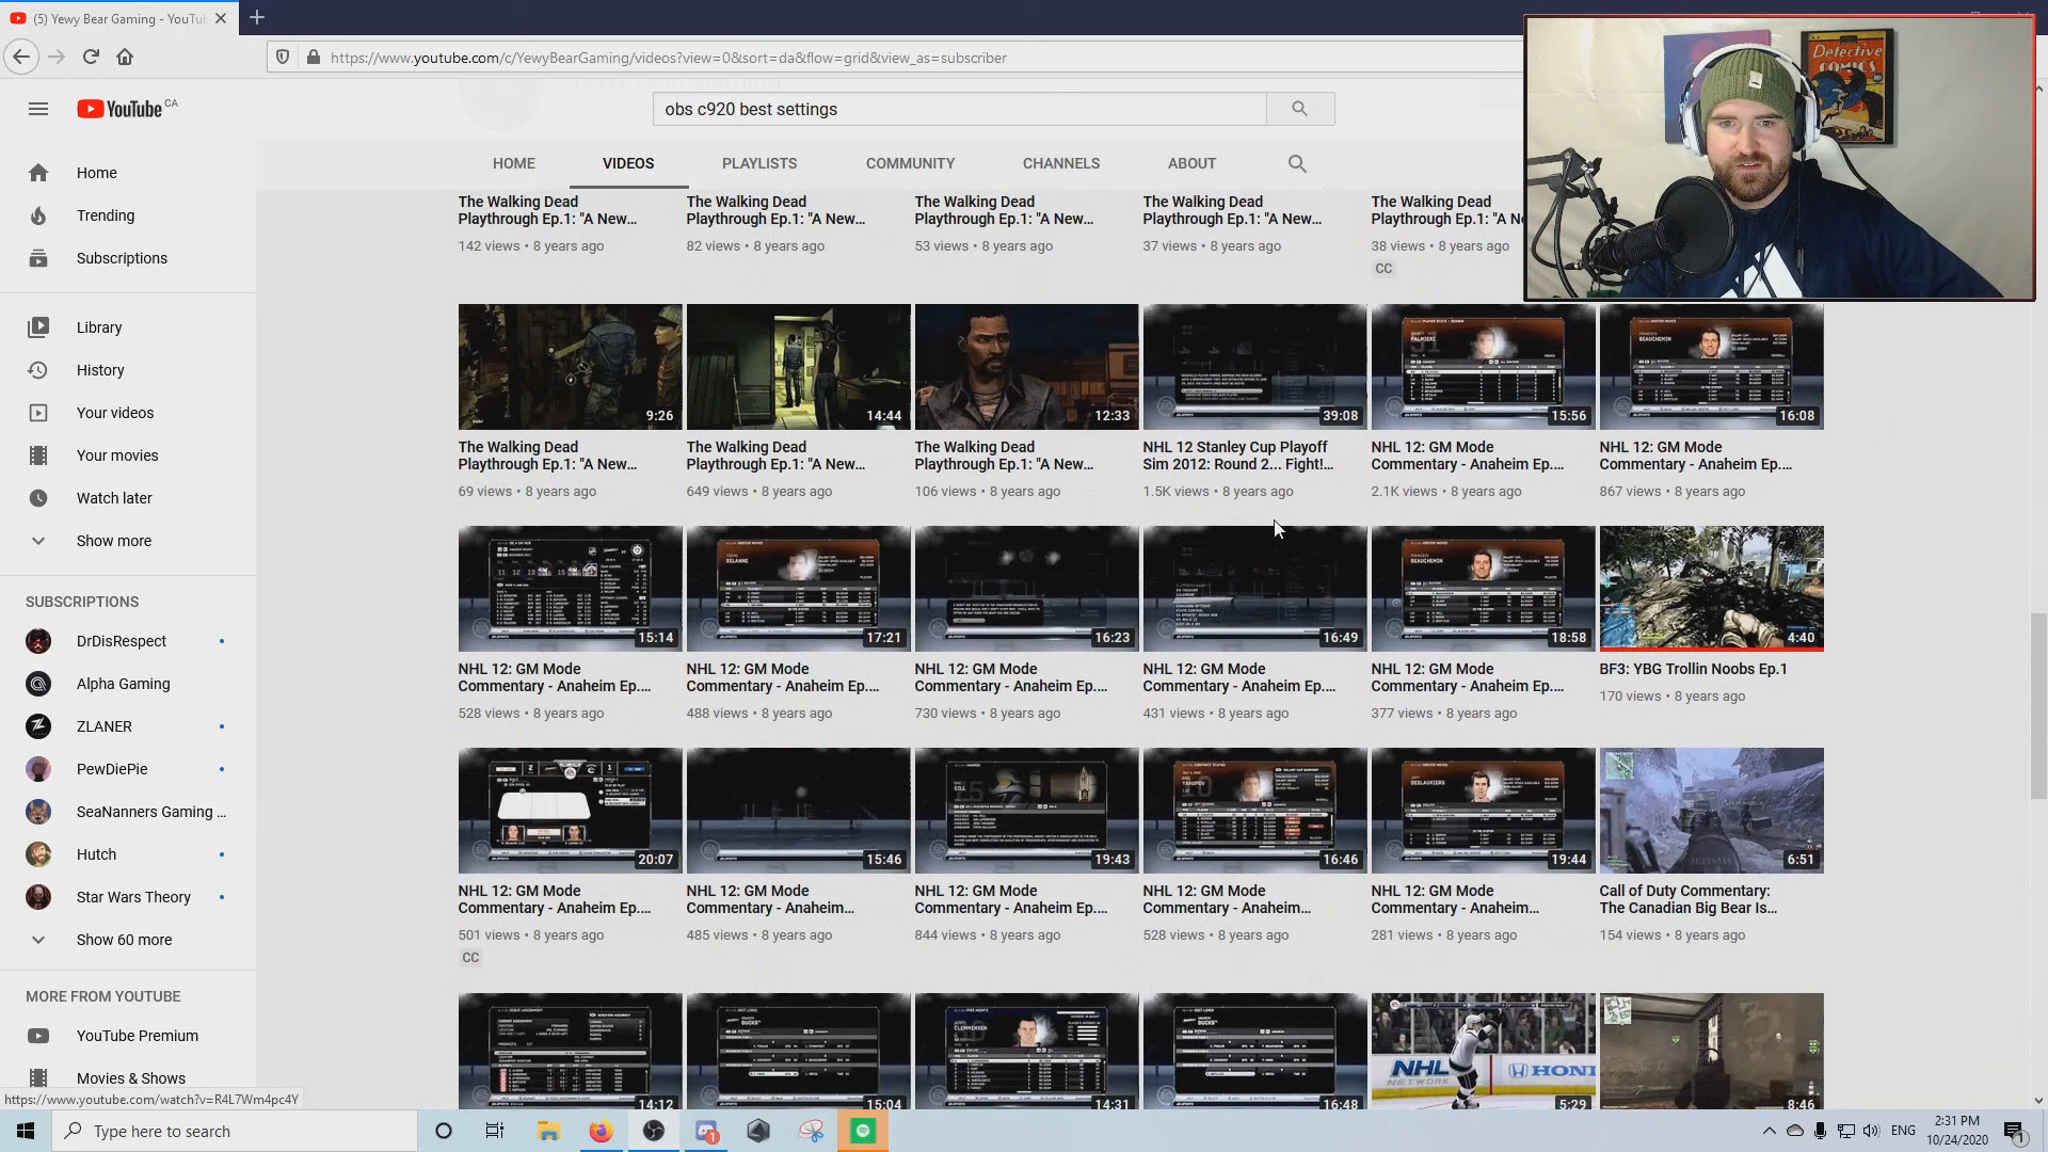 (5) Yewy Bear Gaming - YouTu
https://www.youtube.com/c/YewyBearGaming/videos?view=0&sort=da&flow=grid&view_as=subscriber
YouTube CA
obs c920 best settings
HOME VIDEOS PLAYLISTS COMMUNITY CHANNELS ABOUT
Detective
COMICS
Home
Trending
Subscriptions
Library
History
Your videos
Your movies
Watch later
Show more
SUBSCRIPTIONS
DrDisRespect
Alpha Gaming
ZLANER
PewDiePie
SeaNanners Gaming ...
Hutch
Star Wars Theory
Show 60 more
MORE FROM YOUTUBE
YouTube Premium
Movies & Shows
The Walking Dead
Playthrough Ep.1: "A New...
142 views • 8 years ago
The Walking Dead
Playthrough Ep.1: "A New...
82 views • 8 years ago
The Walking Dead
Playthrough Ep.1: "A New...
53 views • 8 years ago
The Walking Dead
Playthrough Ep.1: "A New...
37 views • 8 years ago
The Walking Dead
Playthrough Ep.1: "A N
38 views • 8 years ago
CC
9:26
The Walking Dead
Playthrough Ep.1: "A New...
69 views • 8 years ago
14:44
The Walking Dead
Playthrough Ep.1: "A New...
649 views • 8 years ago
12:33
The Walking Dead
Playthrough Ep.1: "A New...
106 views • 8 years ago
39:08
NHL 12 Stanley Cup Playoff
Sim 2012: Round 2... Fight!...
1.5K views • 8 years ago
PALMIERI
15:56
NHL 12: GM Mode
Commentary - Anaheim Ep....
2.1K views • 8 years ago
BEAUCHEMIN
16:08
NHL 12: GM Mode
Commentary - Anaheim Ep....
867 views • 8 years ago
15:14
NHL 12: GM Mode
Commentary - Anaheim Ep....
528 views • 8 years ago
SELANNE
17:21
NHL 12: GM Mode
Commentary - Anaheim Ep....
488 views • 8 years ago
16:23
NHL 12: GM Mode
Commentary - Anaheim Ep....
730 views • 8 years ago
16:49
NHL 12: GM Mode
Commentary - Anaheim Ep....
431 views • 8 years ago
BEAUCHEMIN
18:58
NHL 12: GM Mode
Commentary - Anaheim Ep....
377 views • 8 years ago
4:40
BF3: YBG Trollin Noobs Ep.1
170 views • 8 years ago
20:07
NHL 12: GM Mode
Commentary - Anaheim Ep....
501 views • 8 years ago
CC
15:46
NHL 12: GM Mode
Commentary - Anaheim...
485 views • 8 years ago
19:43
NHL 12: GM Mode
Commentary - Anaheim Ep....
844 views • 8 years ago
16:46
NHL 12: GM Mode
Commentary - Anaheim...
528 views • 8 years ago
DESLAURIERS
19:44
NHL 12: GM Mode
Commentary - Anaheim...
281 views • 8 years ago
6:51
Call of Duty Commentary:
The Canadian Big Bear Is...
154 views • 8 years ago
14:12
DUCKS
15:04
CLEMMENSEN
14:31
DUCKS
16:48
NHL
NETWORK
HON
5:29
8:46
https://www.youtube.com/watch?v=R4L7Wm4pc4Y
Type here to search
ENG
2:31 PM
10/24/2020